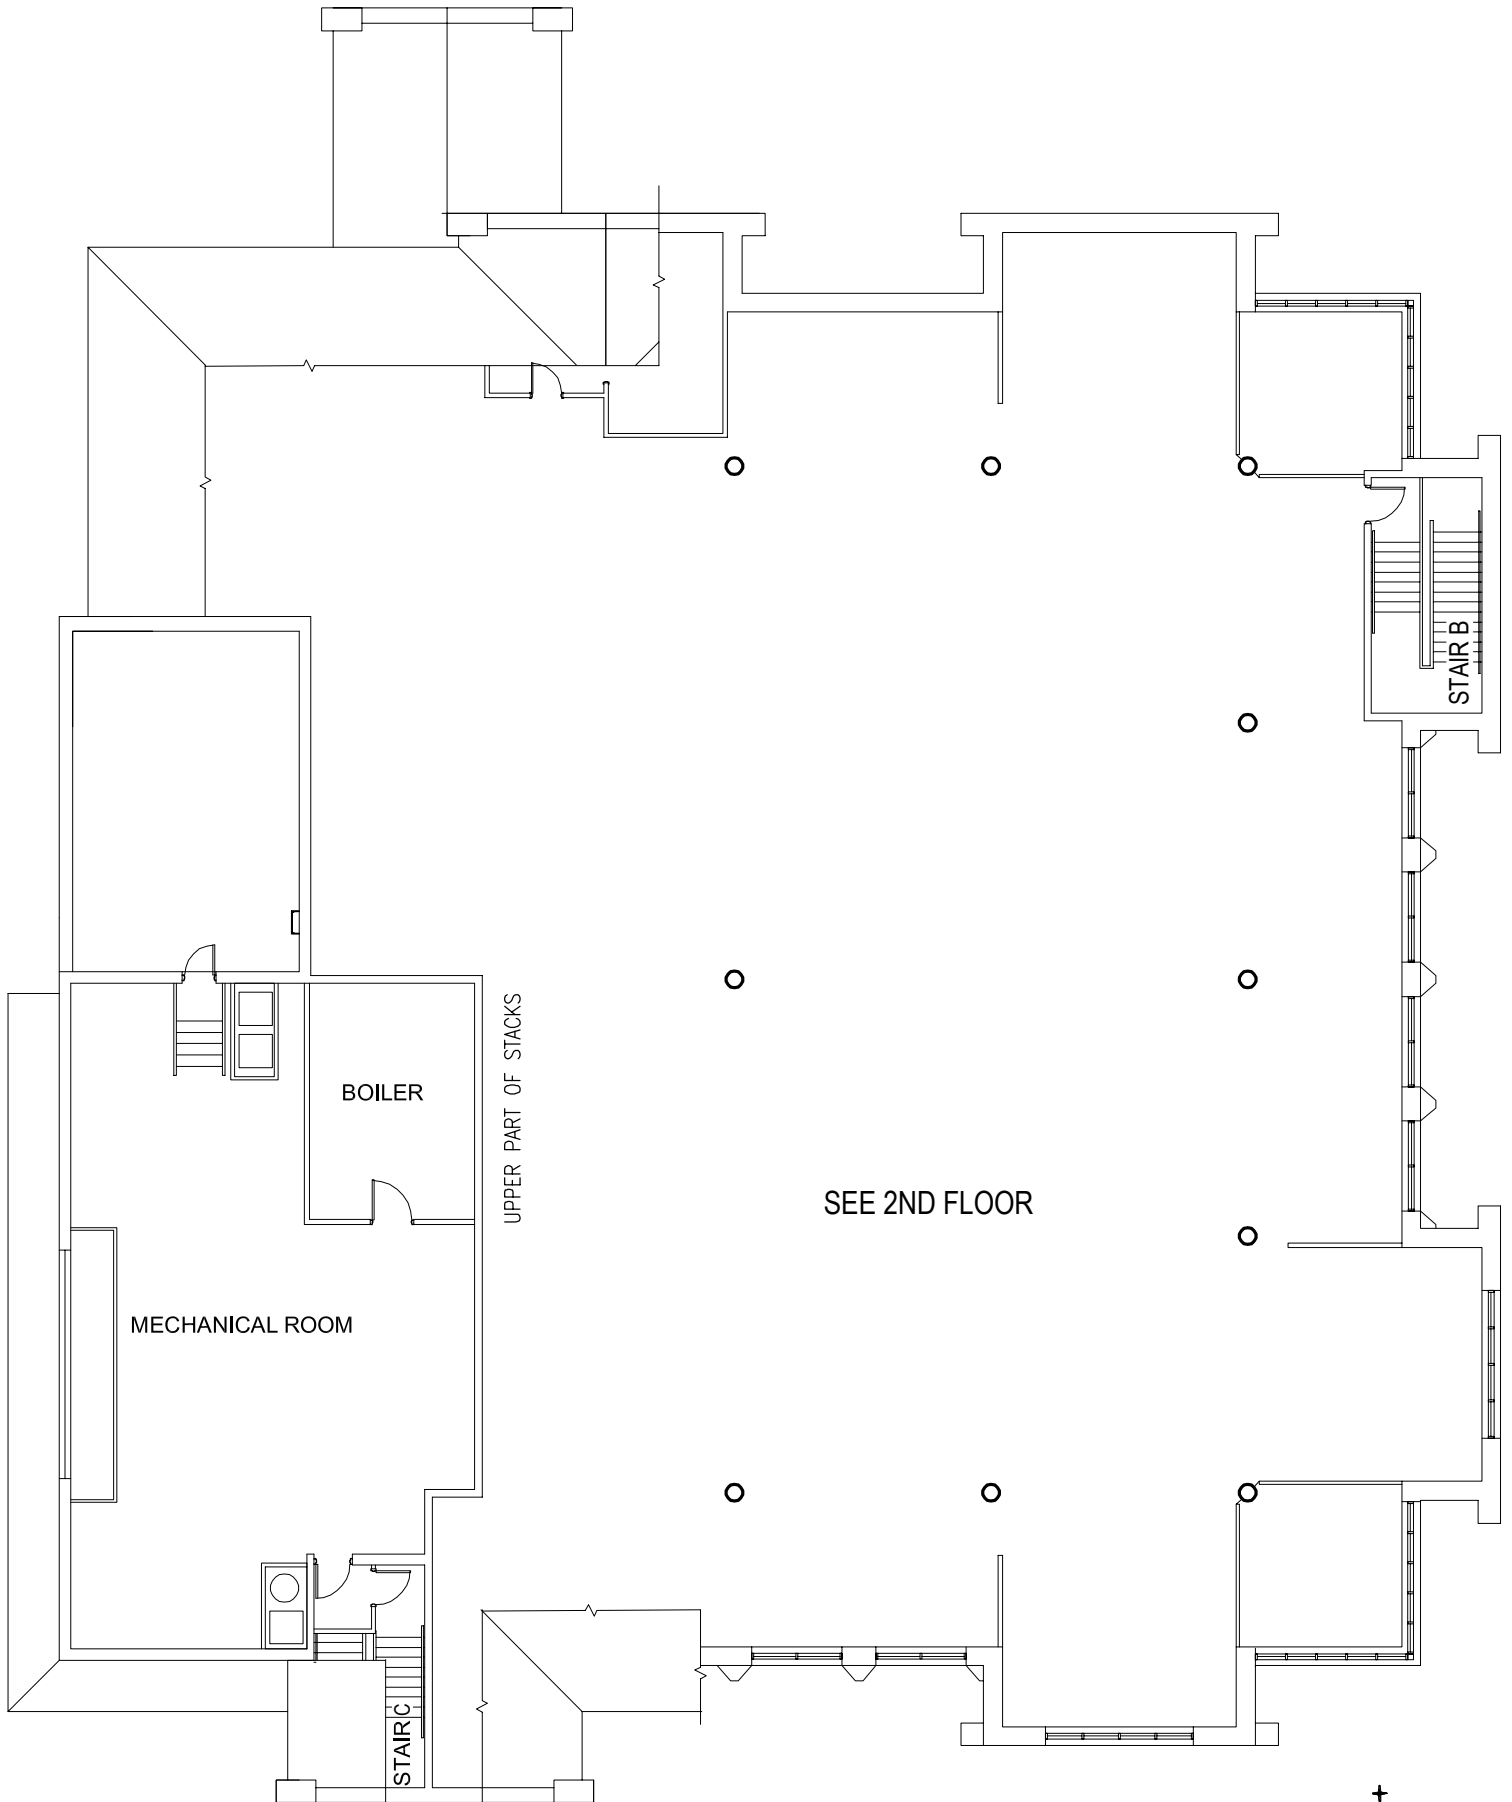 STAIR B
UPPER PART OF STACKS
BOILER
SEE 2ND FLOOR
MECHANICAL ROOM
STAIR C